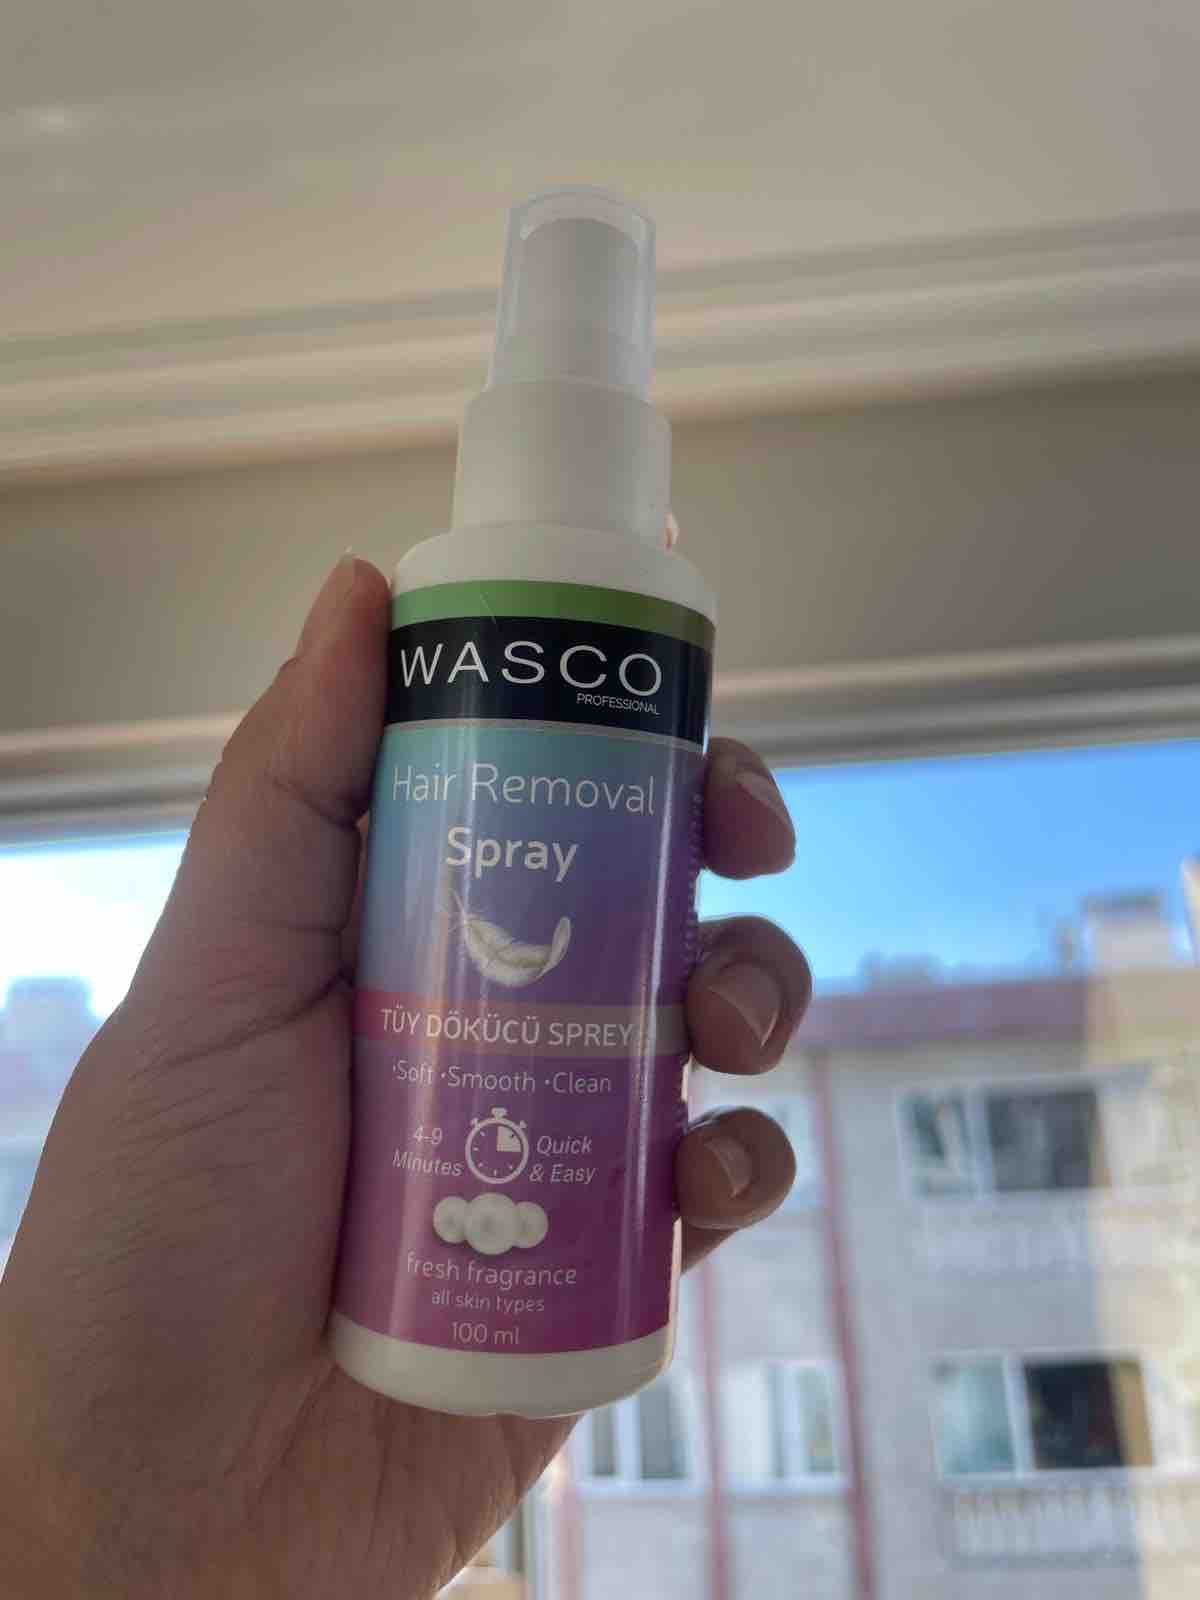 WASCO
PROFESSIONAL
Hair Removal
Spray
TÜY DÖKÜCÜ SPREY
·Soft ·Smooth ·Clean
4-9
Minutes
Quick
& Easy
fresh fragrance
all skin types
100 ml